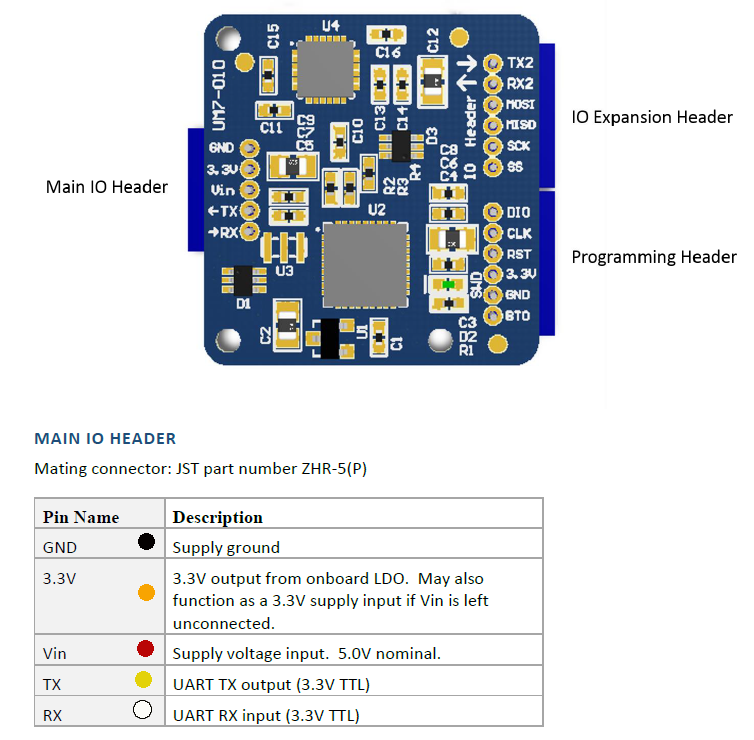 U4
C15
C16
C12
UM7-010
C11
C9
C7
C10
C13
C14
D3
TX2
RX2
MOSI
MISO
SCK
SS
Header
IO
IO Expansion Header
GND
3.3V
Vin
←TX
→RX
Main IO Header
R2
R3
R4
C8
C6
C4
U2
U3
D1
C2
U1
C1
C3
D2
R1
SWD
DIO
CLK
RST
3.3V
GND
BTO
Programming Header
MAIN IO HEADER
Mating connector: JST part number ZHR-5(P)
Pin Name Description
GND Supply ground
3.3V 3.3V output from onboard LDO. May also
function as a 3.3V supply input if Vin is left
unconnected.
Vin Supply voltage input. 5.0V nominal.
TX UART TX output (3.3V TTL)
RX UART RX input (3.3V TTL)